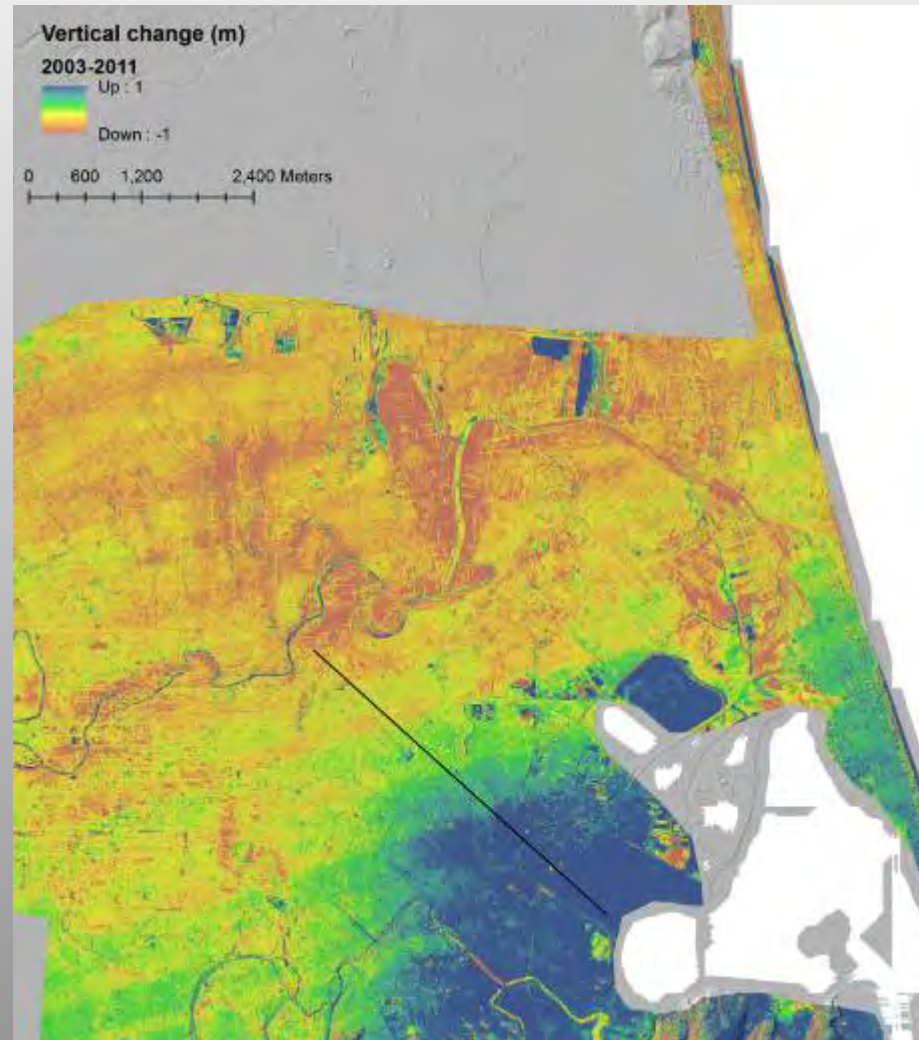 Vertical change (m)
2003-2011
Up : 1
Down : -1
0 600 1,200 2,400 Meters